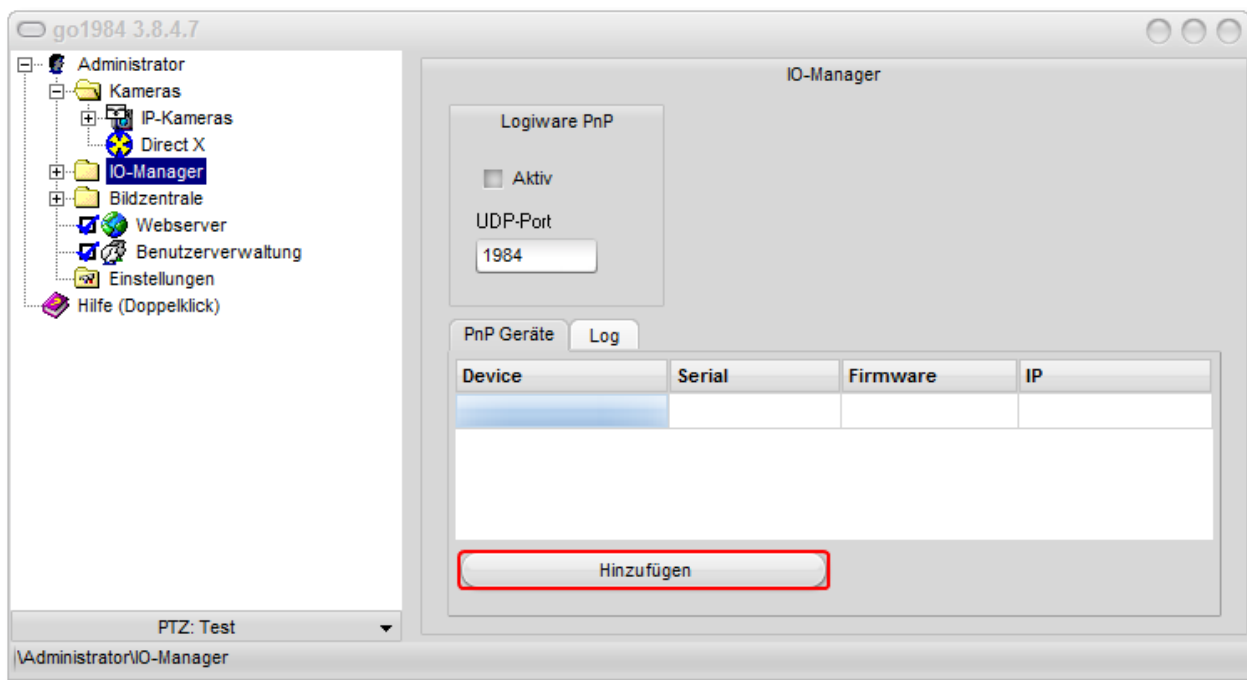 go1984 3.8.4.7
Administrator
Kameras
IP-Kameras
Direct X
IO-Manager
Bildzentrale
Webserver
Benutzerverwaltung
Einstellungen
Hilfe (Doppelklick)
PTZ: Test
IO-Manager
Logiware PnP
Aktiv
UDP-Port
1984
PnP Geräte Log
Device Serial Firmware IP
Hinzufügen
\Administrator\IO-Manager